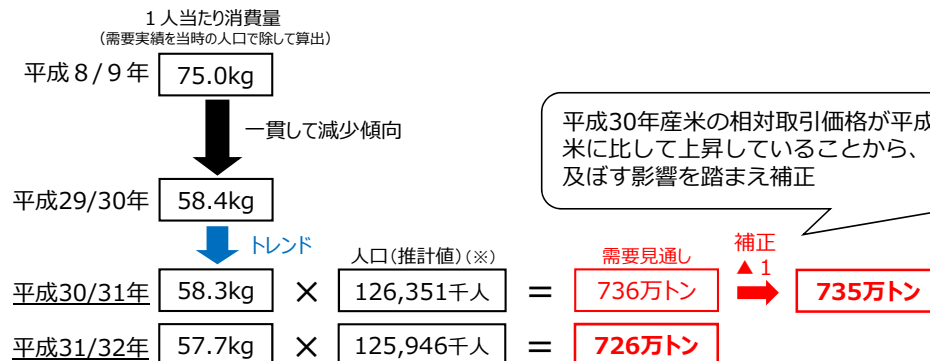 １人当たり消費量
（需要実績を当時の人口で除して算出）
平成８/９年 75.0kg
一貫して減少傾向
平成30年産米の相対取引価格が平成
米に比して上昇していることから、
及ぼす影響を踏まえ補正
平成29/30年 58.4kg
トレンド
人口（推計値）（※） 需要見通し 補正
▲１
平成30/31年 58.3kg × 126,351千人 ＝ 736万トン 735万トン
平成31/32年 57.7kg × 125,946千人 ＝ 726万トン